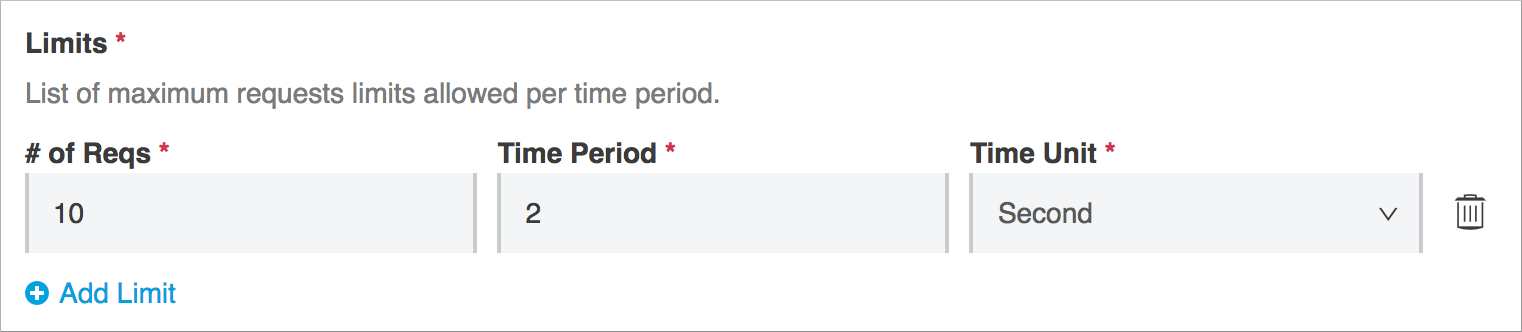 Limits *
List of maximum requests limits allowed per time period.
# of Reqs * Time Period * Time Unit *
10 2 Second
Add Limit